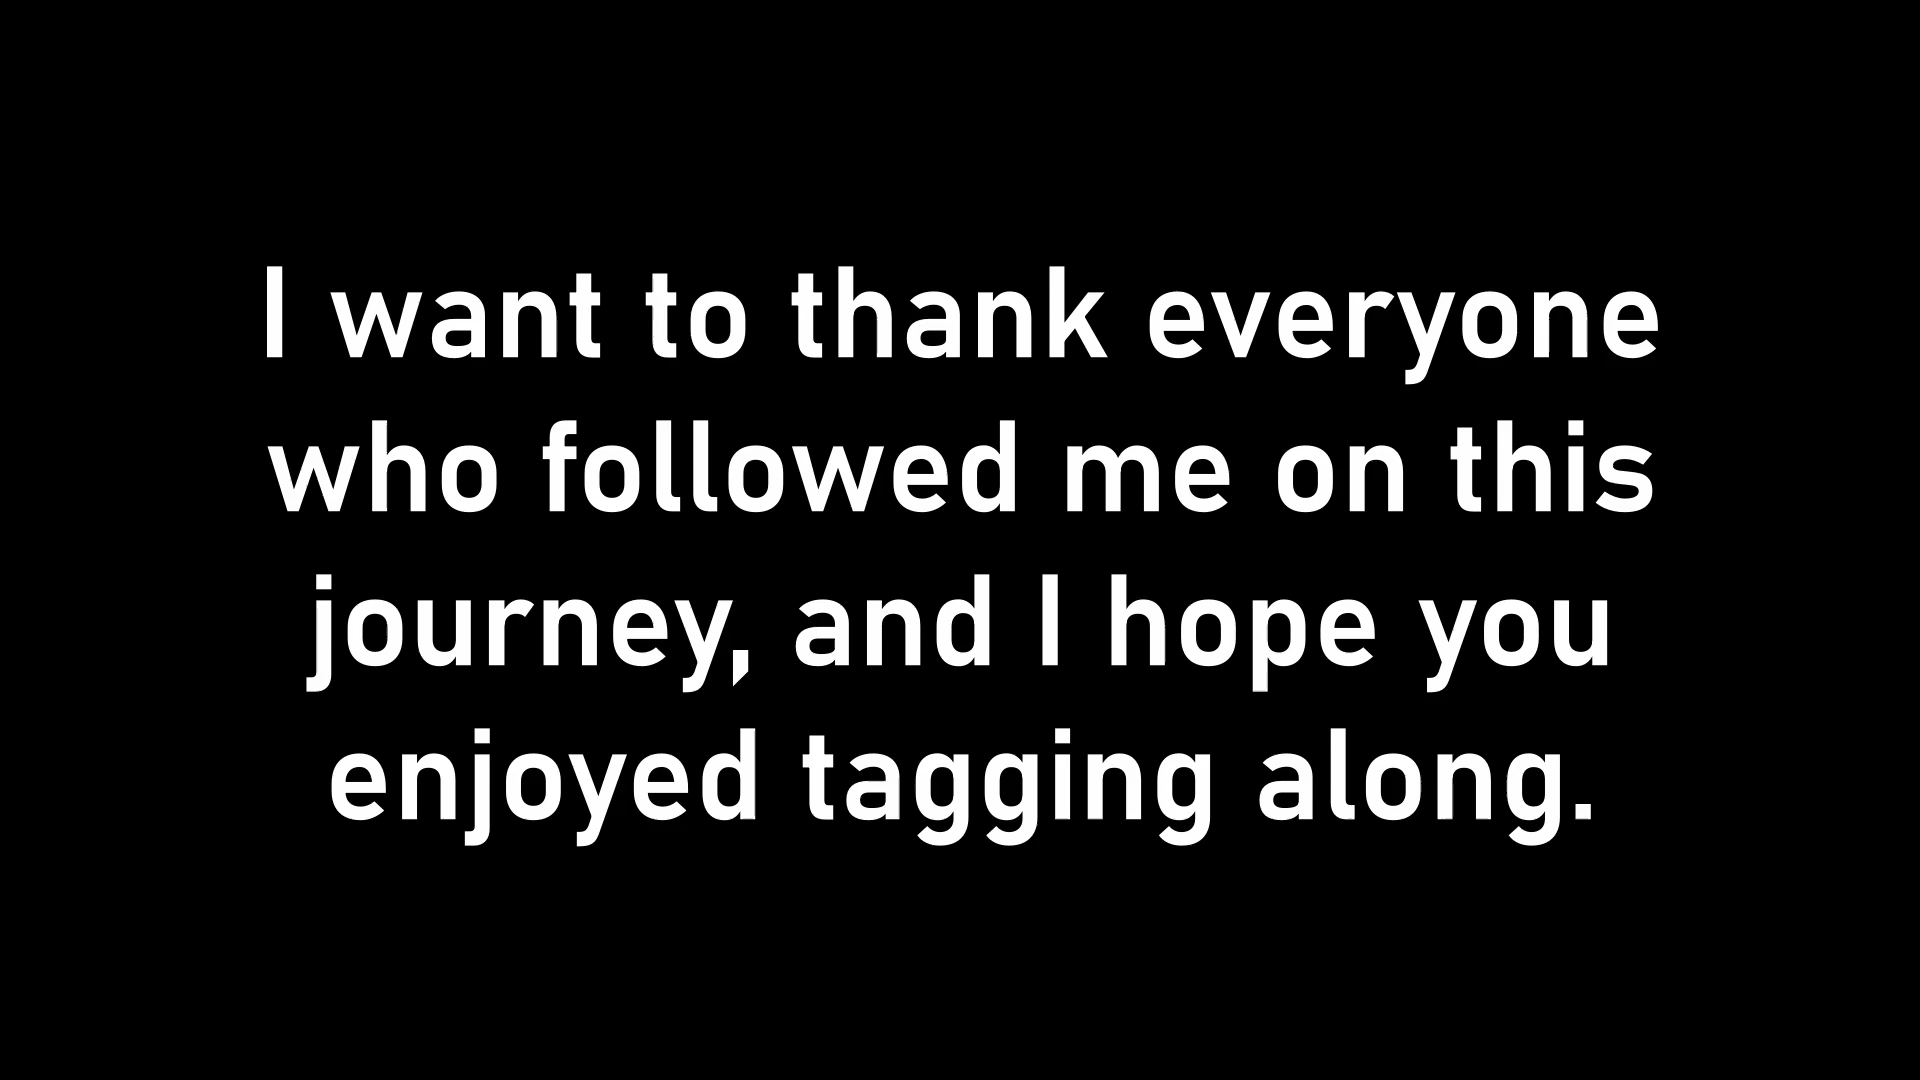 I want to thank everyone
who followed me on this
journey, and I hope you
enjoyed tagging along.